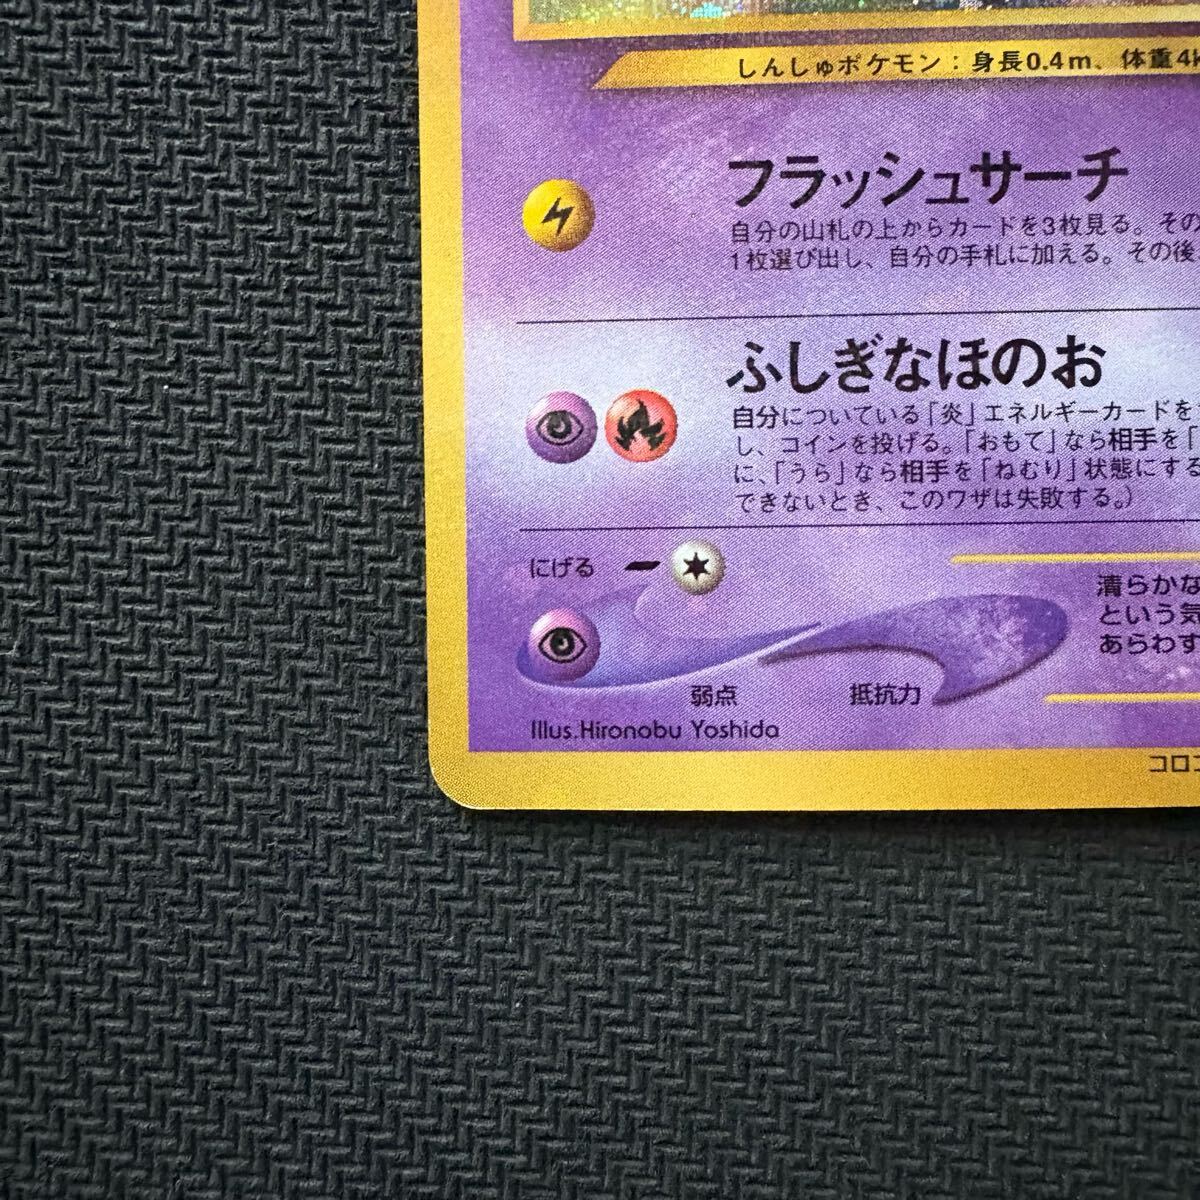 しんしゅポケモン：身長0.4m、体重4k
フラッシュサーチ
自分の山札の上からカードを3枚見る。その
1枚選び出し、自分の手札に加える。その後、
ふしぎなほのお
自分についている「炎」エネルギーカードを
し、コインを投げる。「おもて」なら相手を「
に、「うら」なら相手を「ねむり」状態にする
できないとき、このワザは失敗する。）
にげる
清らかな
という気
あらわす
弱点
抵抗力
Illus.Hironobu Yoshida
コロコ